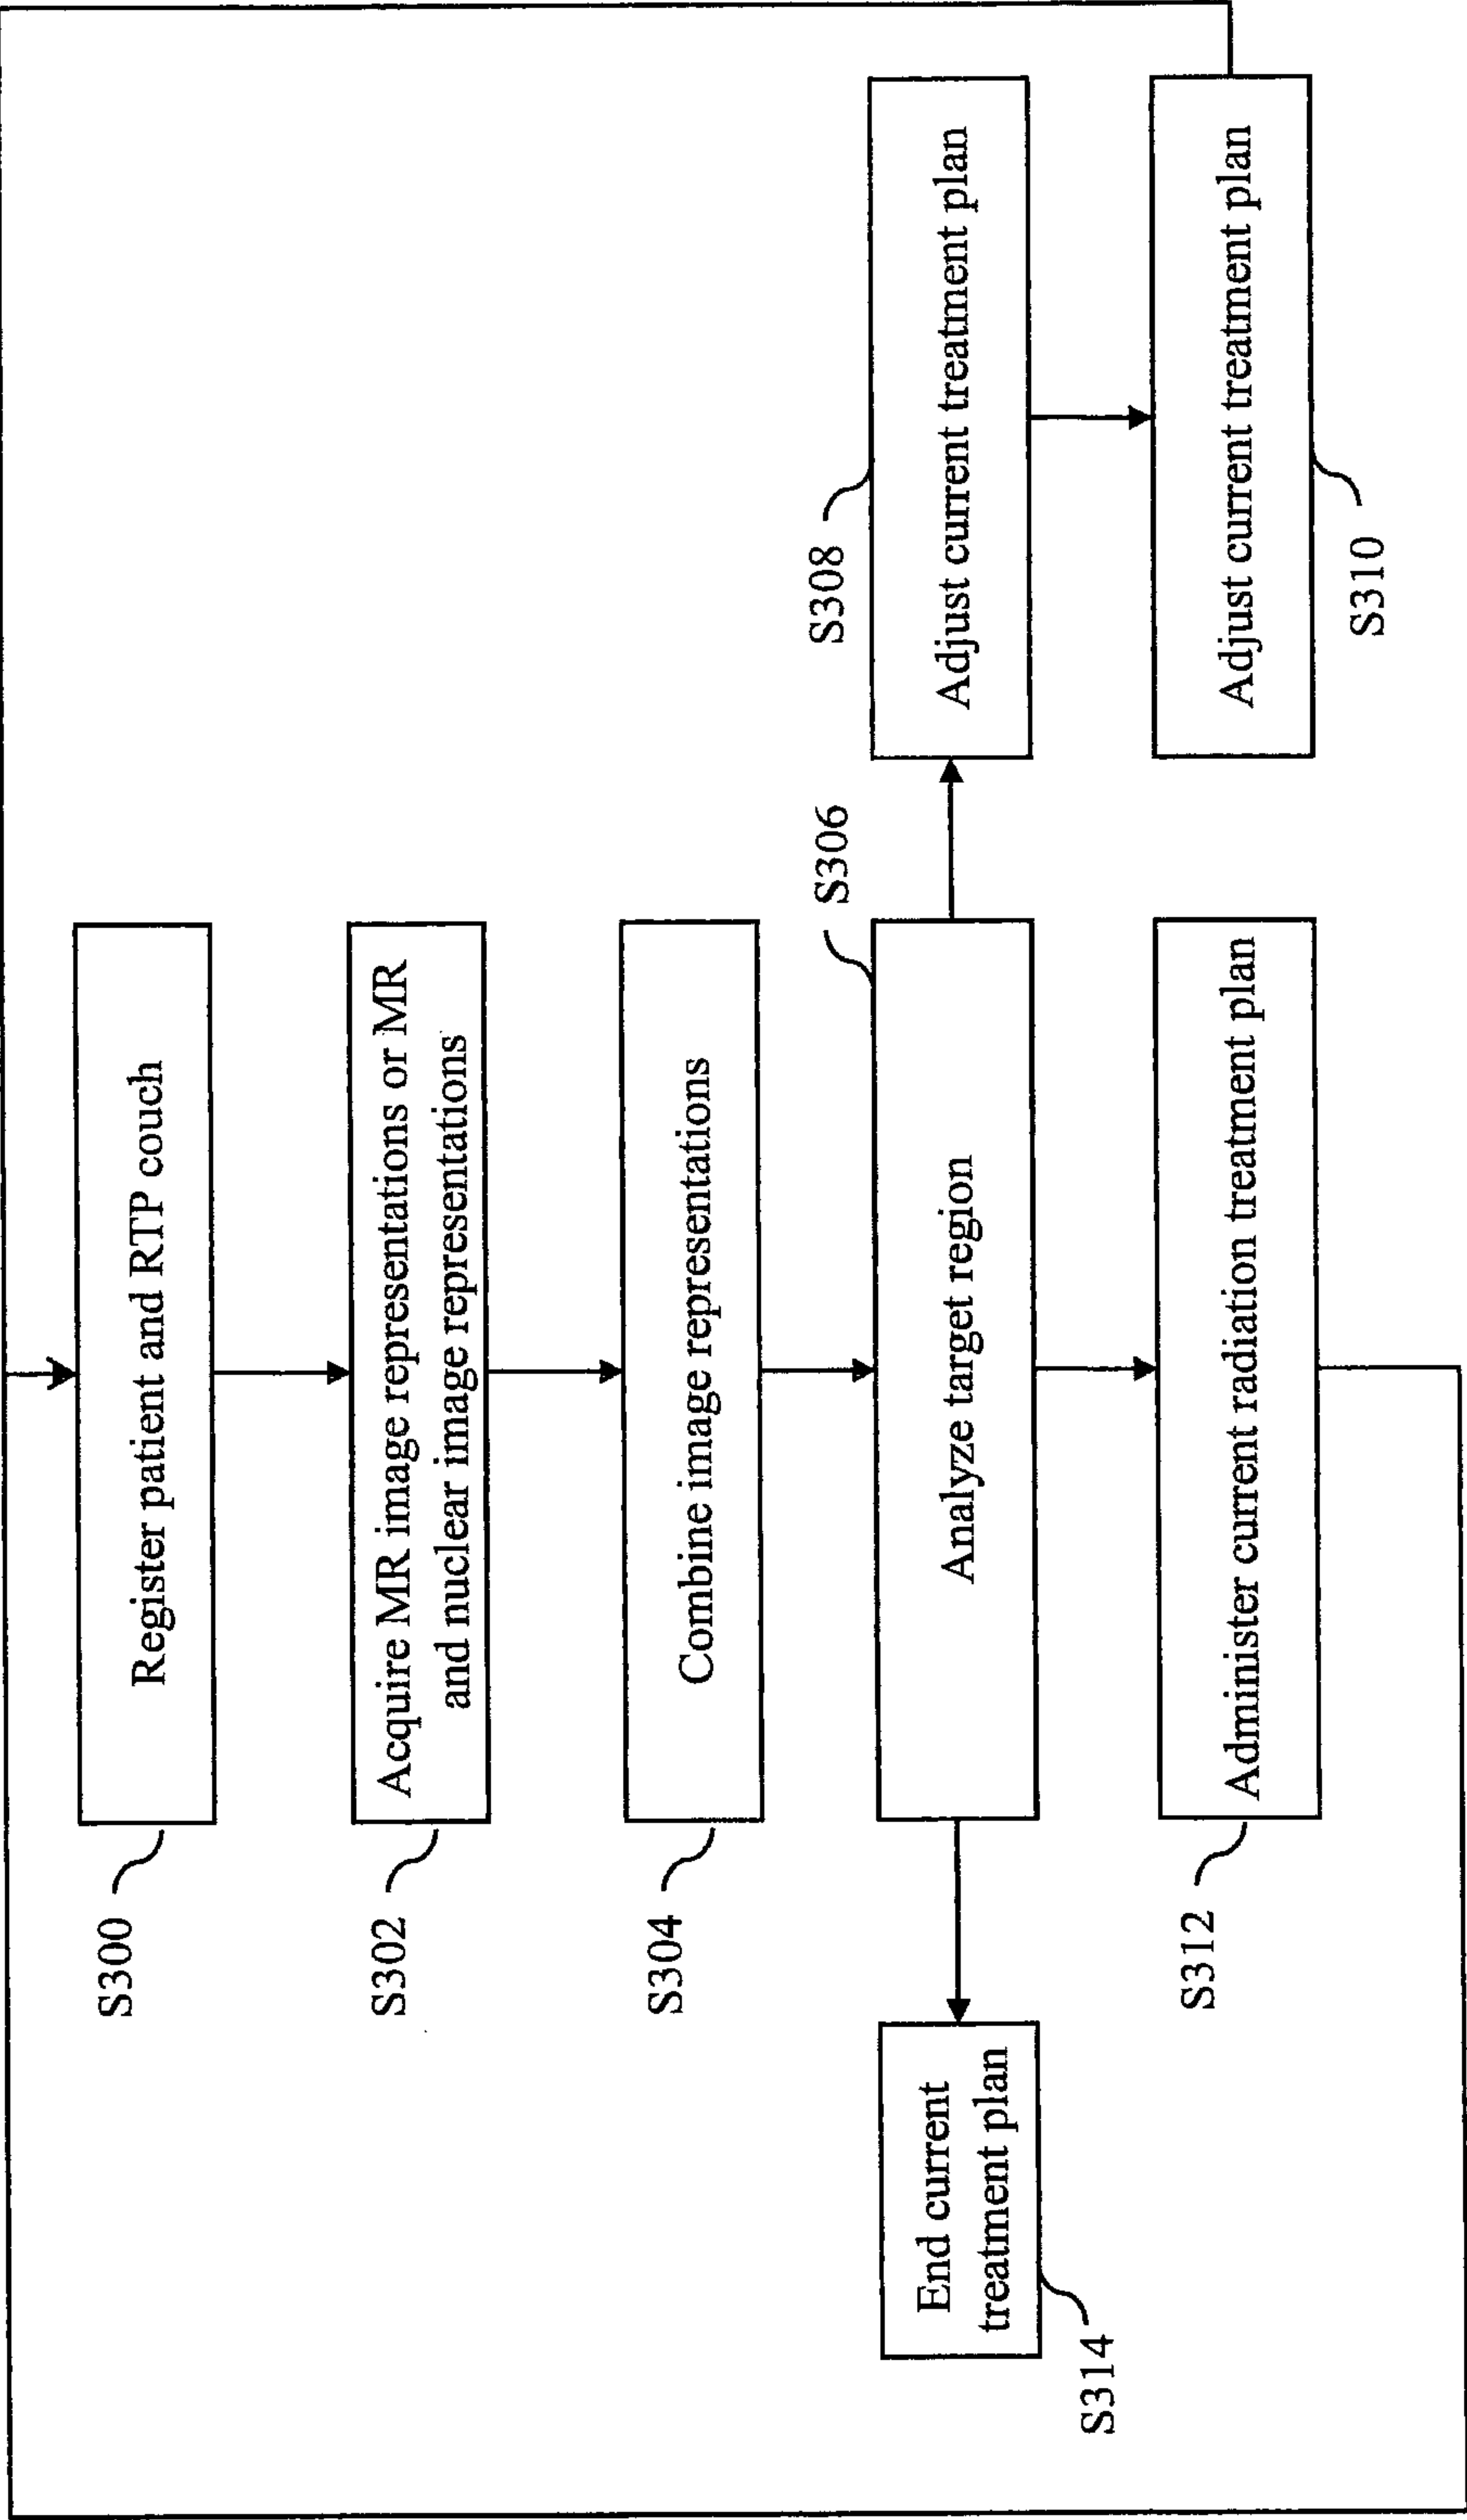 Register patient and RTP couch
S300
Acquire MR image representations or MR
and nuclear image representations
S302
Combine image representations
S304
Analyze target region
S306
Adjust current treatment plan
S308
Adjust current treatment plan
S310
Administer current radiation treatment plan
S312
End current
treatment plan
S314